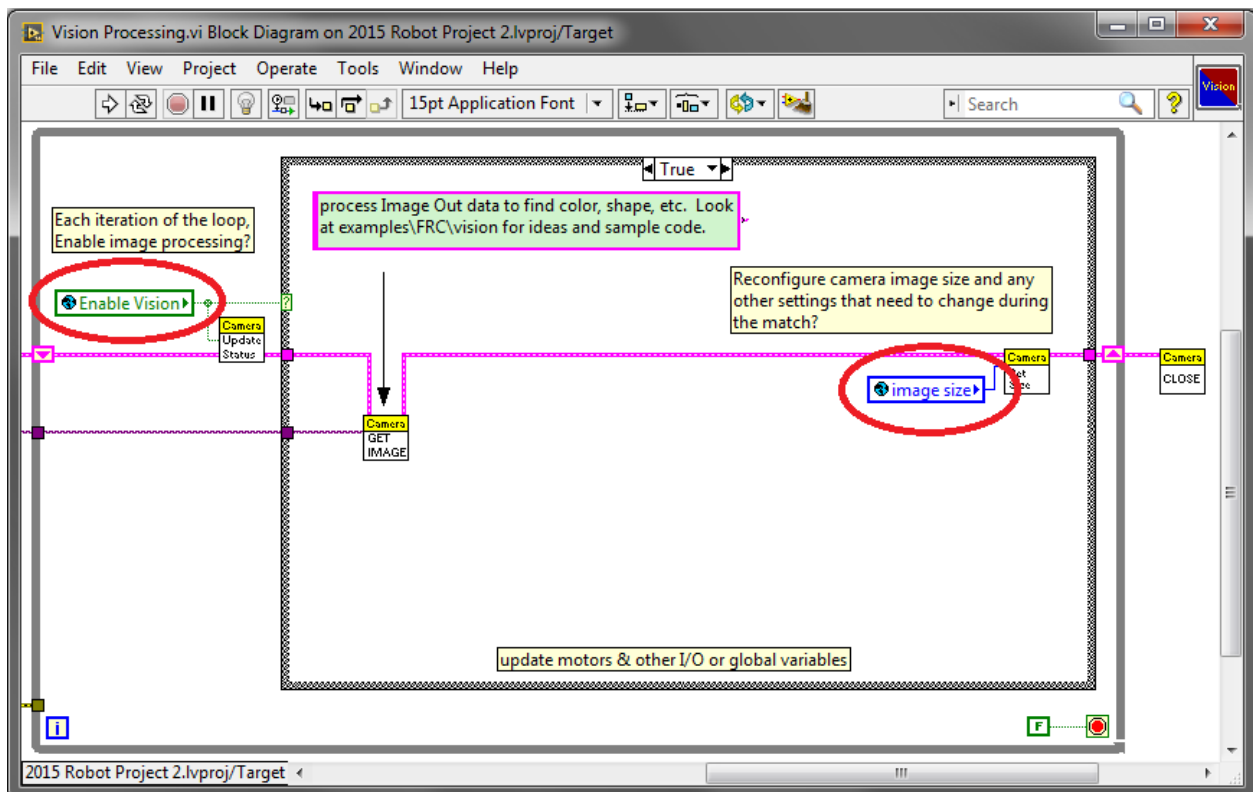 Vision Processing.vi Block Diagram on 2015 Robot Project 2.lvproj/Target
File Edit View Project Operate Tools Window Help
15pt Application Font
Search
Vision
True
process Image Out data to find color, shape, etc. Look
at examples\FRC\vision for ideas and sample code.
Each iteration of the loop,
Enable image processing?
Enable Vision
?
Camera
Update
Status
Reconfigure camera image size and any
other settings that need to change during
the match?
Camera
Size
image size
Camera
CLOSE
Camera
GET
IMAGE
update motors & other I/O or global variables
i
F
2015 Robot Project 2.lvproj/Target